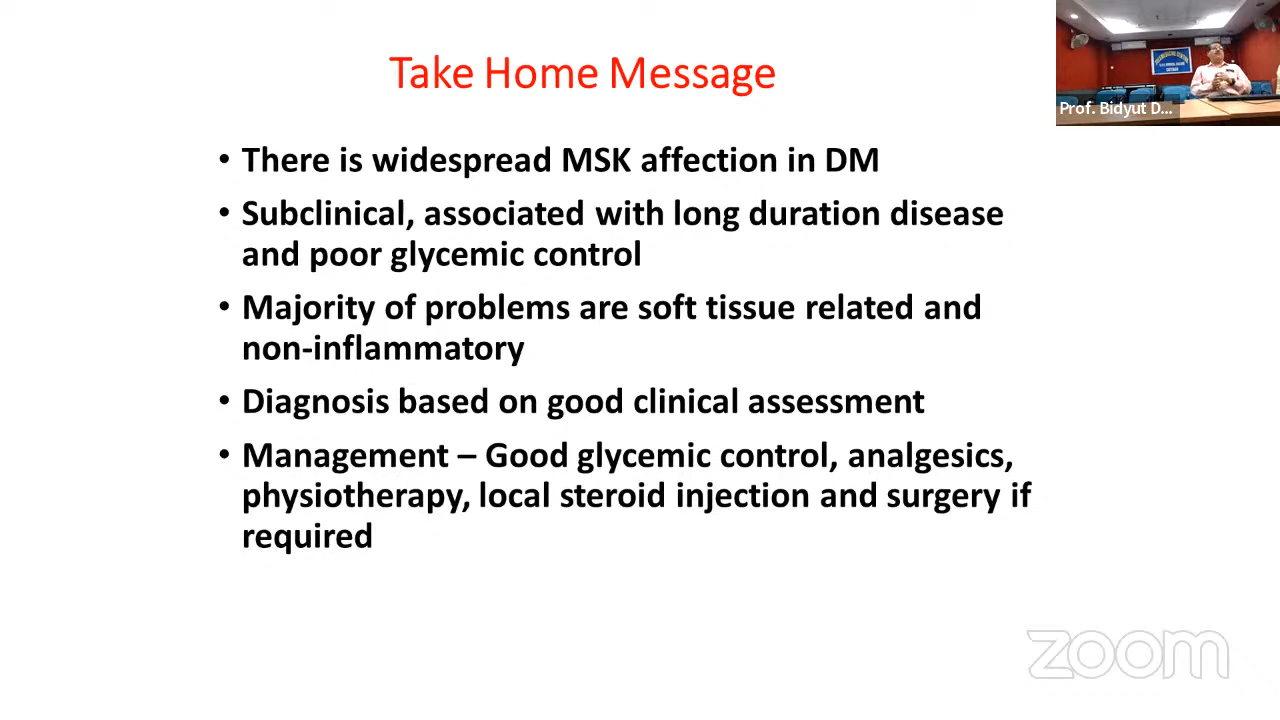 Take Home Message
Prof. Bidyut D...
• There is widespread MSK affection in DM
• Subclinical, associated with long duration disease
and poor glycemic control
• Majority of problems are soft tissue related and
non-inflammatory
• Diagnosis based on good clinical assessment
• Management – Good glycemic control, analgesics,
physiotherapy, local steroid injection and surgery if
required
zoom